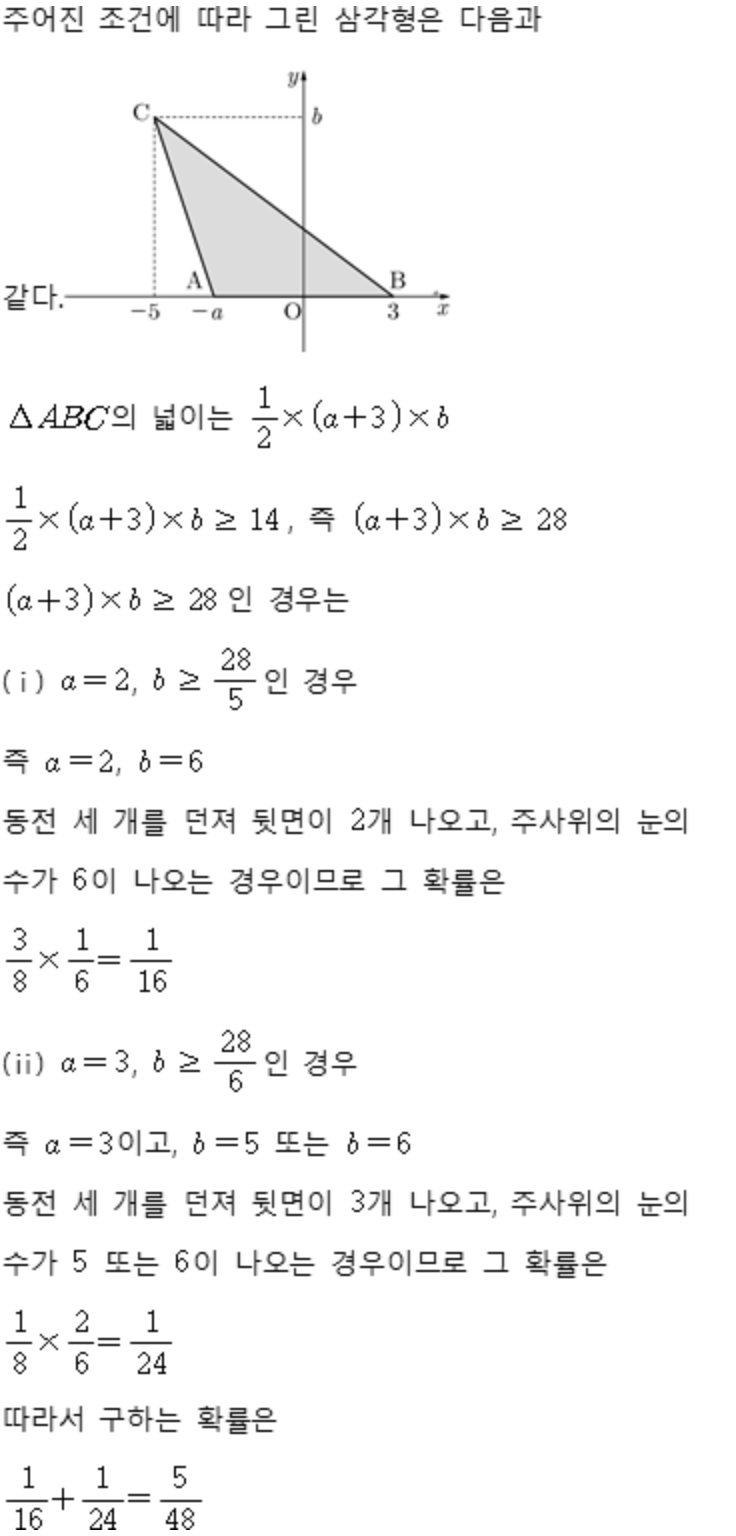 주어진 조건에 따라 그린 삼각형은 다음과
y
C
b
A
B
같다.
-5
-a
O
3
x
△ABC의 넓이는 1/2×(a+3)×b
1/2×(a+3)×b ≥ 14, 즉 (a+3)×b ≥ 28
(a+3)×b ≥ 28 인 경우는
(i) a=2, b ≥ 28/5 인 경우
즉 a=2, b=6
동전 세 개를 던져 뒷면이 2개 나오고, 주사위의 눈의
수가 6이 나오는 경우이므로 그 확률은
3/8×1/6=1/16
(ii) a=3, b ≥ 28/6 인 경우
즉 a=3이고, b=5 또는 b=6
동전 세 개를 던져 뒷면이 3개 나오고, 주사위의 눈의
수가 5 또는 6이 나오는 경우이므로 그 확률은
1/8×2/6=1/24
따라서 구하는 확률은
1/16+1/24=5/48